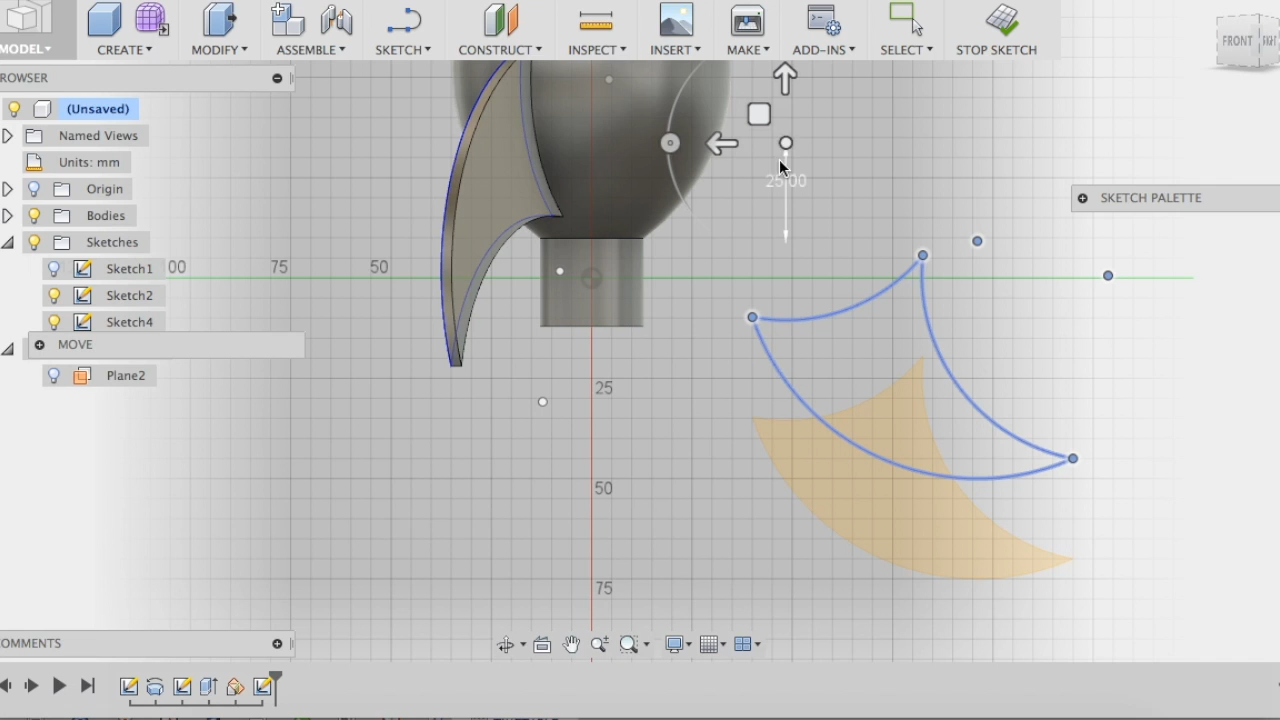 MODEL▾
CREATE▾
MODIFY▾
ASSEMBLE▾
SKETCH▾
CONSTRUCT▾
INSPECT▾
INSERT▾
MAKE▾
ADD-INS▾
SELECT▾
STOP SKETCH
FRONT
ROWSER
(Unsaved)
Named Views
Units: mm
Origin
Bodies
Sketches
Sketch1
Sketch2
Sketch4
MOVE
Plane2
00
75
50
25.00
SKETCH PALETTE
25
50
75
OMMENTS